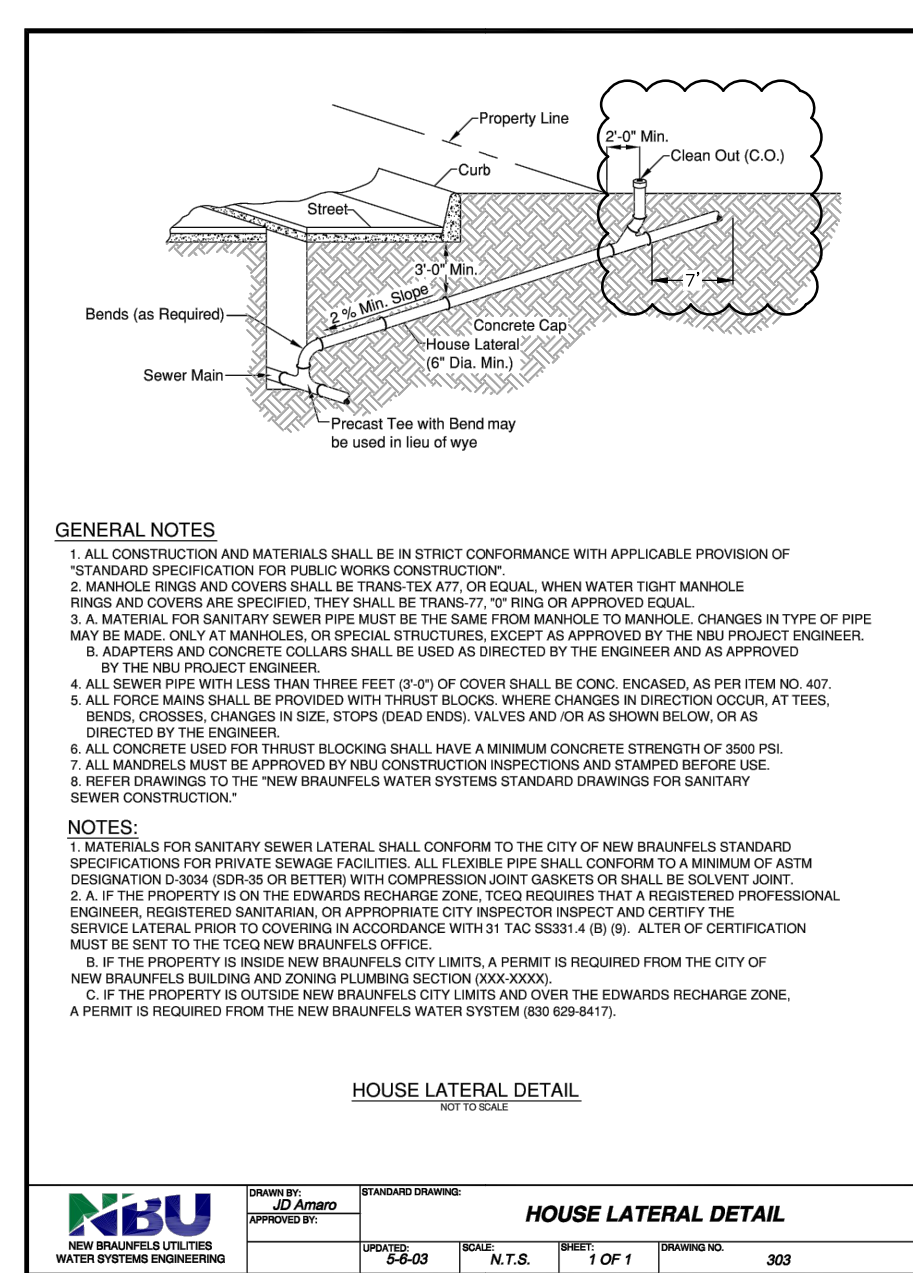 Property Line
2'-0" Min.
Clean Out (C.O.)
Curb
Street
3'-0" Min.
7'
2 % Min. Slope
Bends (as Required)
Concrete Cap
House Lateral
(6" Dia. Min.)
Sewer Main
Precast Tee with Bend may
be used in lieu of wye
GENERAL NOTES
1. ALL CONSTRUCTION AND MATERIALS SHALL BE IN STRICT CONFORMANCE WITH APPLICABLE PROVISION OF
"STANDARD SPECIFICATION FOR PUBLIC WORKS CONSTRUCTION".
2. MANHOLE RINGS AND COVERS SHALL BE TRANS-TEX A77, OR EQUAL, WHEN WATER TIGHT MANHOLE
RINGS AND COVERS ARE SPECIFIED, THEY SHALL BE TRANS-77, "0" RING OR APPROVED EQUAL.
3. A. MATERIAL FOR SANITARY SEWER PIPE MUST BE THE SAME FROM MANHOLE TO MANHOLE. CHANGES IN TYPE OF PIPE
MAY BE MADE. ONLY AT MANHOLES, OR SPECIAL STRUCTURES, EXCEPT AS APPROVED BY THE NBU PROJECT ENGINEER.
B. ADAPTERS AND CONCRETE COLLARS SHALL BE USED AS DIRECTED BY THE ENGINEER AND AS APPROVED
BY THE NBU PROJECT ENGINEER.
4. ALL SEWER PIPE WITH LESS THAN THREE FEET (3'-0") OF COVER SHALL BE CONC. ENCASED, AS PER ITEM NO. 407.
5. ALL FORCE MAINS SHALL BE PROVIDED WITH THRUST BLOCKS. WHERE CHANGES IN DIRECTION OCCUR, AT TEES,
BENDS, CROSSES, CHANGES IN SIZE, STOPS (DEAD ENDS). VALVES AND /OR AS SHOWN BELOW, OR AS
DIRECTED BY THE ENGINEER.
6. ALL CONCRETE USED FOR THRUST BLOCKING SHALL HAVE A MINIMUM CONCRETE STRENGTH OF 3500 PSI.
7. ALL MANDRELS MUST BE APPROVED BY NBU CONSTRUCTION INSPECTIONS AND STAMPED BEFORE USE.
8. REFER DRAWINGS TO THE "NEW BRAUNFELS WATER SYSTEMS STANDARD DRAWINGS FOR SANITARY
SEWER CONSTRUCTION."
NOTES:
1. MATERIALS FOR SANITARY SEWER LATERAL SHALL CONFORM TO THE CITY OF NEW BRAUNFELS STANDARD
SPECIFICATIONS FOR PRIVATE SEWAGE FACILITIES. ALL FLEXIBLE PIPE SHALL CONFORM TO A MINIMUM OF ASTM
DESIGNATION D-3034 (SDR-35 OR BETTER) WITH COMPRESSION JOINT GASKETS OR SHALL BE SOLVENT JOINT.
2. A. IF THE PROPERTY IS ON THE EDWARDS RECHARGE ZONE, TCEQ REQUIRES THAT A REGISTERED PROFESSIONAL
ENGINEER, REGISTERED SANITARIAN, OR APPROPRIATE CITY INSPECTOR INSPECT AND CERTIFY THE
SERVICE LATERAL PRIOR TO COVERING IN ACCORDANCE WITH 31 TAC SS331.4 (B) (9). ALTER OF CERTIFICATION
MUST BE SENT TO THE TCEQ NEW BRAUNFELS OFFICE.
B. IF THE PROPERTY IS INSIDE NEW BRAUNFELS CITY LIMITS, A PERMIT IS REQUIRED FROM THE CITY OF
NEW BRAUNFELS BUILDING AND ZONING PLUMBING SECTION (XXX-XXXX).
C. IF THE PROPERTY IS OUTSIDE NEW BRAUNFELS CITY LIMITS AND OVER THE EDWARDS RECHARGE ZONE,
A PERMIT IS REQUIRED FROM THE NEW BRAUNFELS WATER SYSTEM (830 629-8417).
HOUSE LATERAL DETAIL
NOT TO SCALE
NBU
NEW BRAUNFELS UTILITIES
WATER SYSTEMS ENGINEERING
DRAWN BY:
JD Amaro
APPROVED BY:
STANDARD DRAWING:
HOUSE LATERAL DETAIL
UPDATED:
5-6-03
SCALE:
N.T.S.
SHEET:
1 OF 1
DRAWING NO.
303